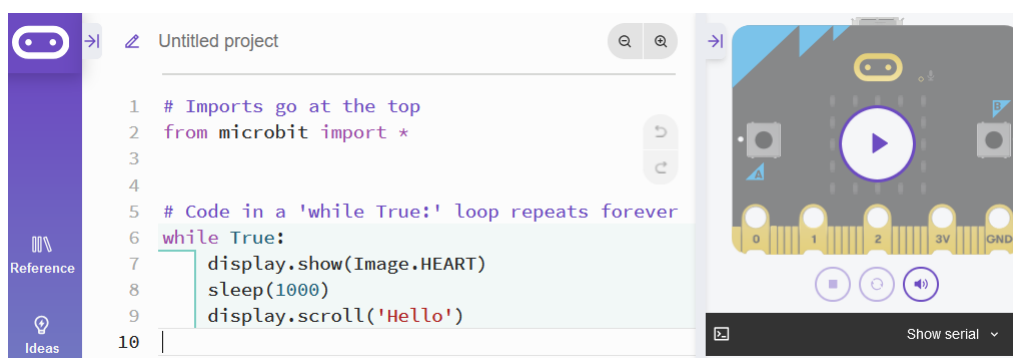 Untitled project
1 # Imports go at the top
2 from microbit import *
3
4
5 # Code in a 'while True:' loop repeats forever
6 while True:
7     display.show(Image.HEART)
8     sleep(1000)
9     display.scroll('Hello')
10
Reference
Ideas
B
A
0 1 2 3V GND
Show serial